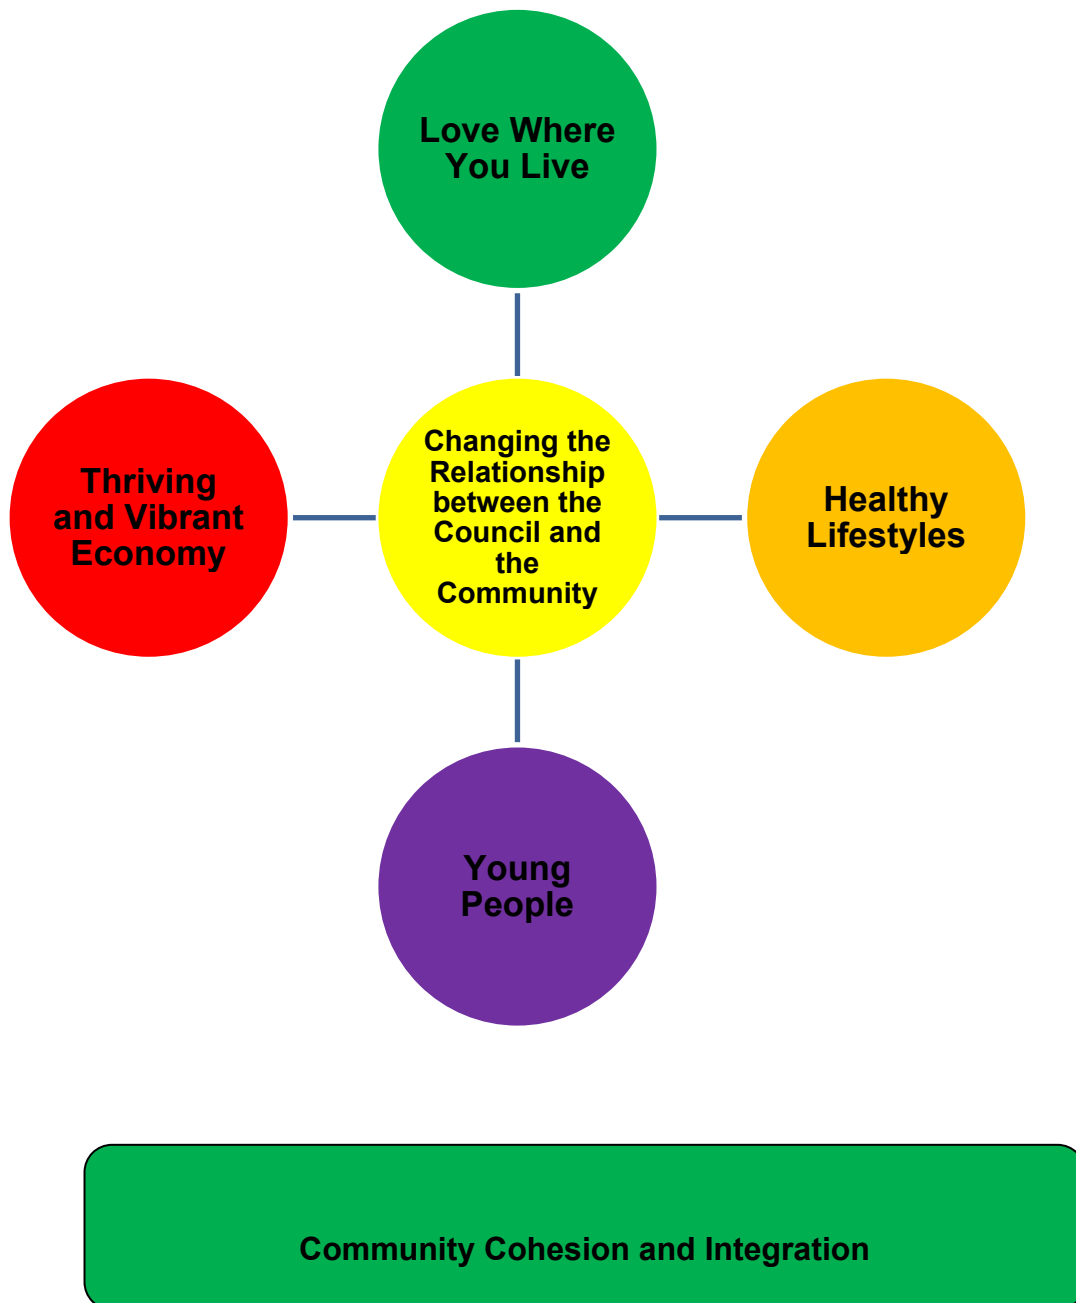 Love Where
You Live
Thriving
and Vibrant
Economy
Changing the
Relationship
between the
Council and
the
Community
Healthy
Lifestyles
Young
People
Community Cohesion and Integration